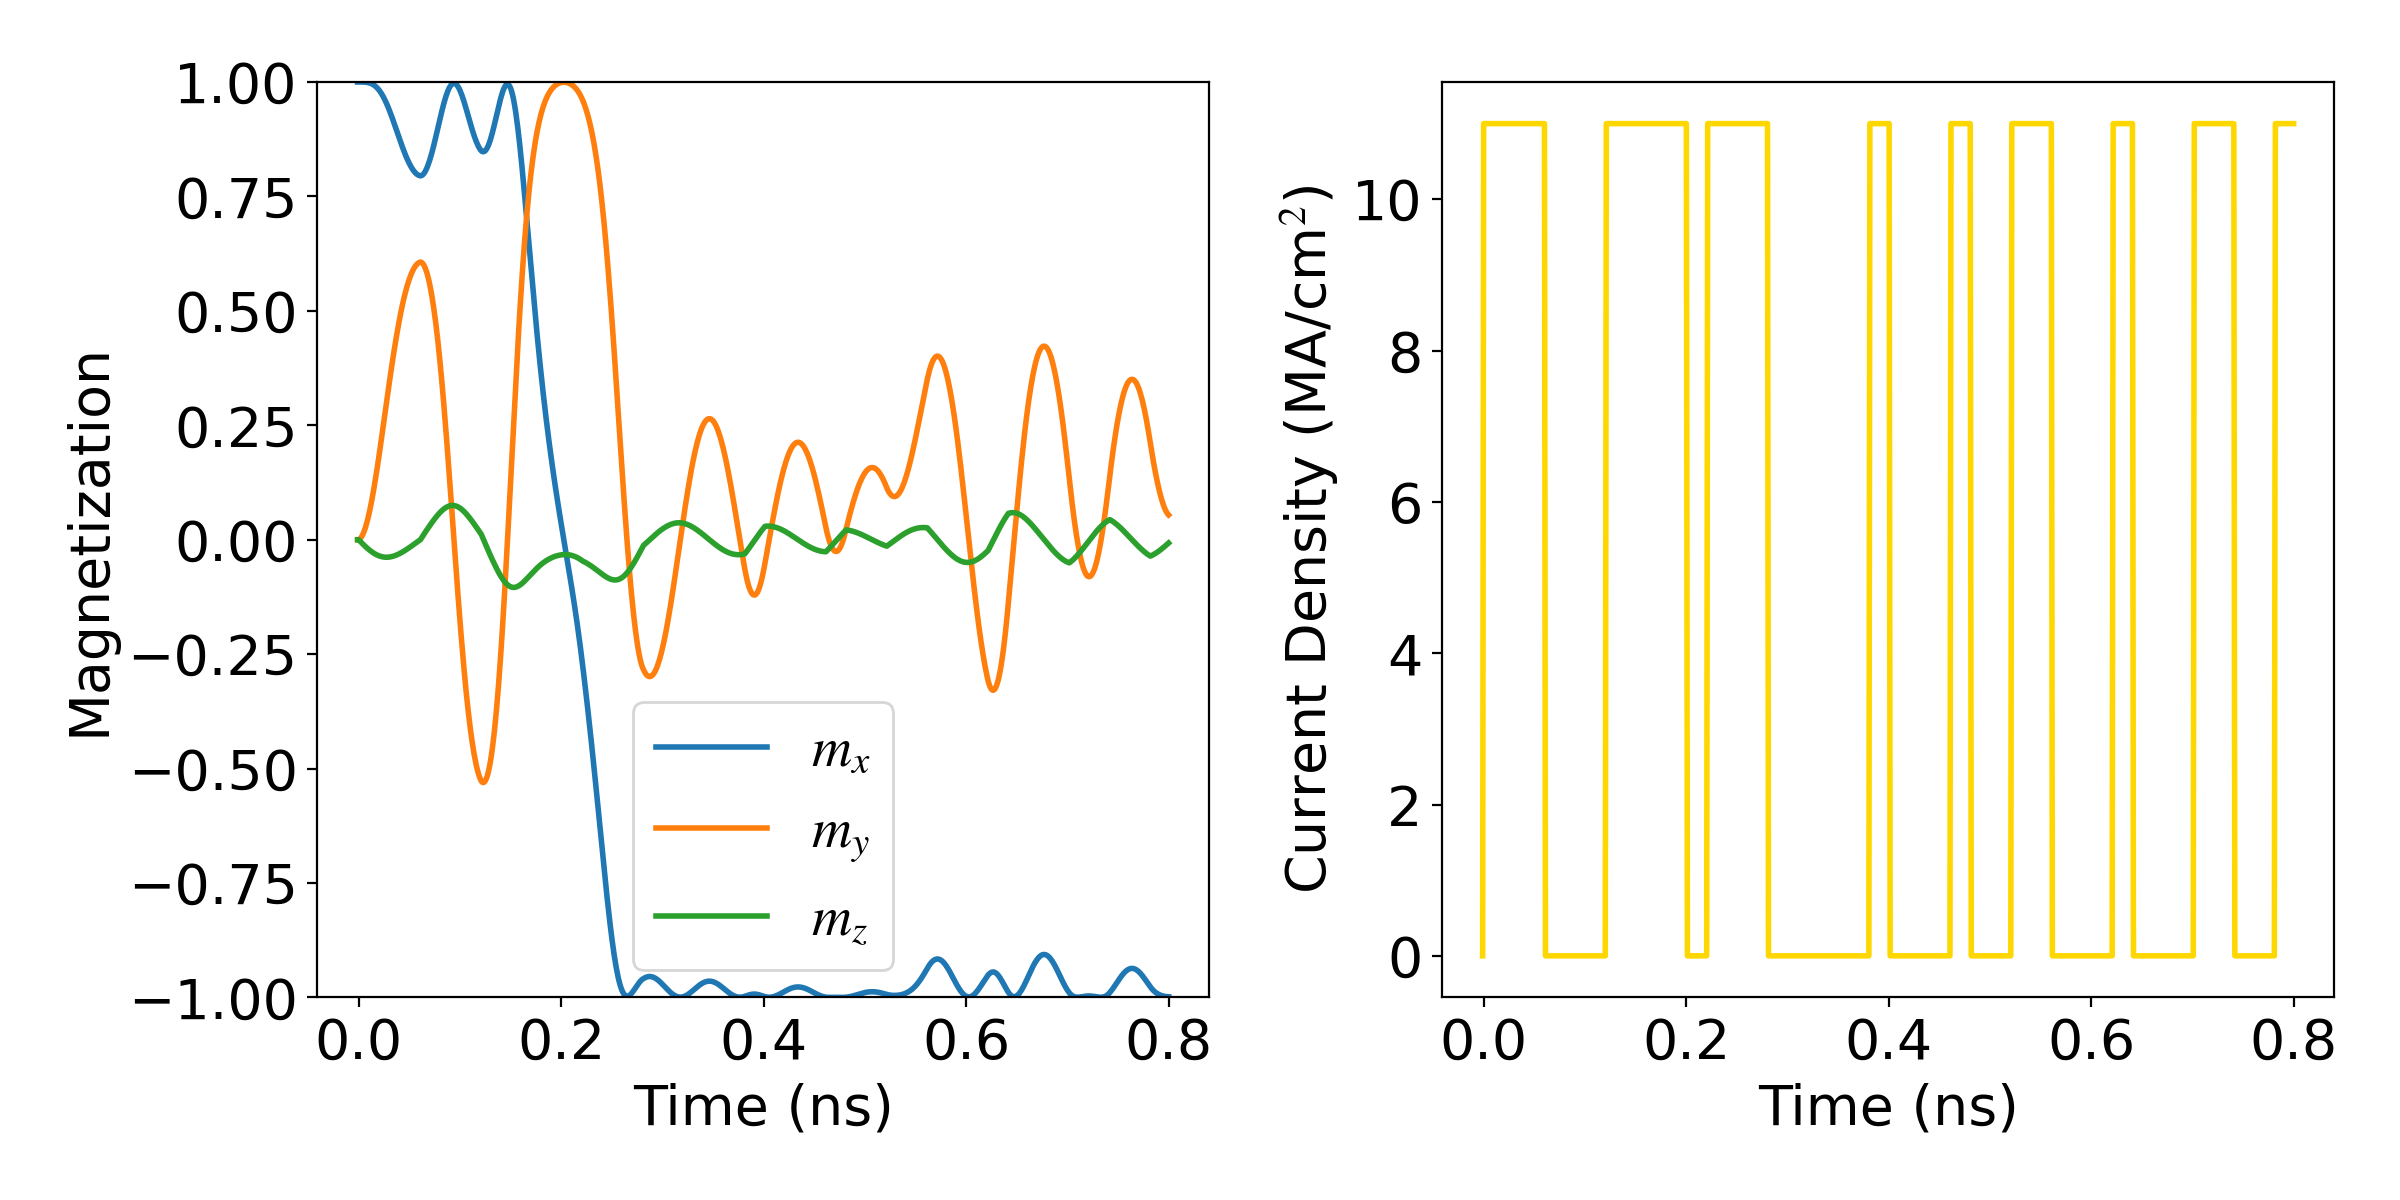 Magnetization
1.00
0.75
0.50
0.25
0.00
−0.25
−0.50
−0.75
−1.00
0.0 0.2 0.4 0.6 0.8
Time (ns)
m_x
m_y
m_z
Current Density (MA/cm²)
10
8
6
4
2
0
0.0 0.2 0.4 0.6 0.8
Time (ns)